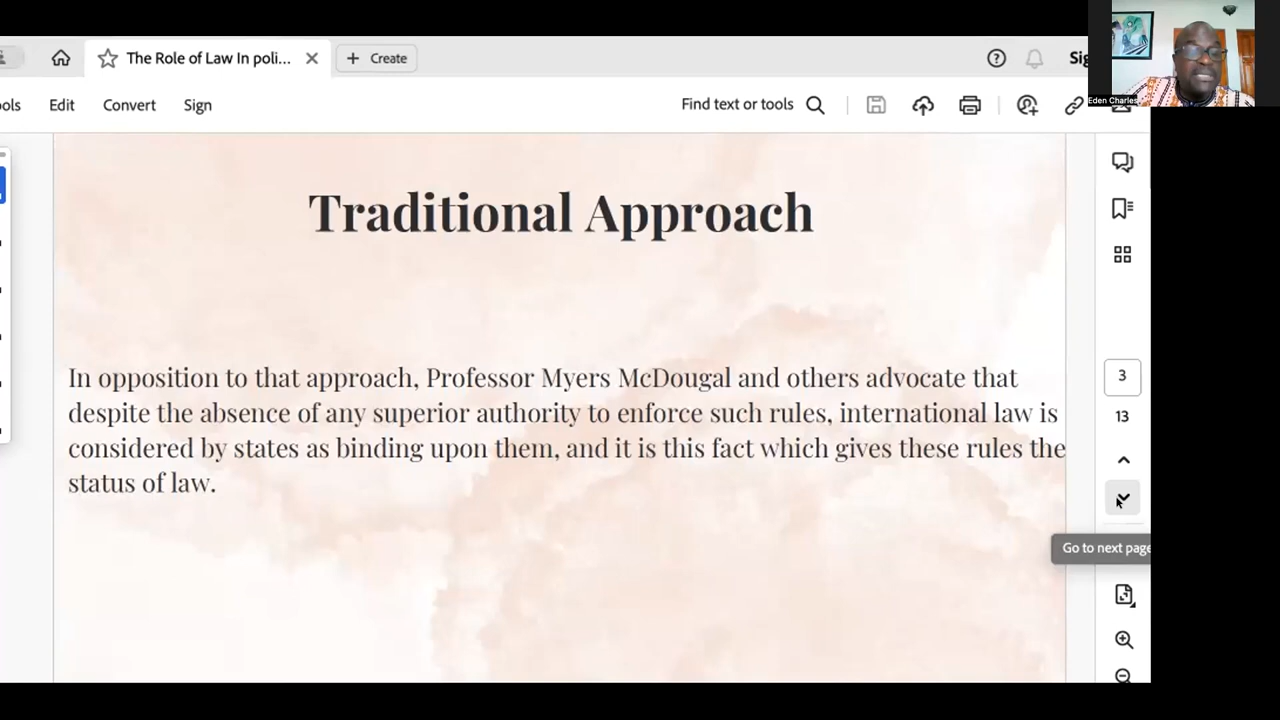 The Role of Law In poli...
Create
Edit
Convert
Sign
Find text or tools
Eden Charles
Traditional Approach
In opposition to that approach, Professor Myers McDougal and others advocate that
despite the absence of any superior authority to enforce such rules, international law is
considered by states as binding upon them, and it is this fact which gives these rules the
status of law.
3
13
Go to next page